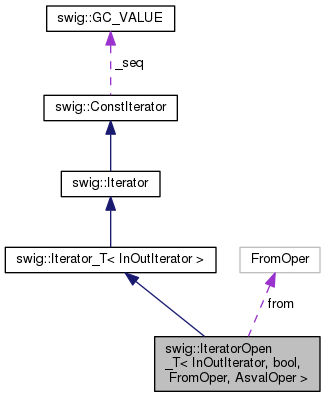 swig::GC_VALUE
_seq
swig::ConstIterator
swig::Iterator
swig::Iterator_T< InOutIterator >
FromOper
from
swig::IteratorOpen
_T< InOutIterator, bool,
FromOper, AsvalOper >